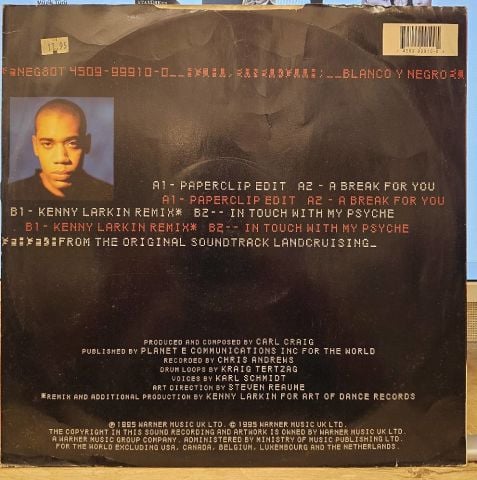 11.95
NEG80T 4509-99910-0__ __BLANCO Y NEGRO
A1- PAPERCLIP EDIT A2 - A BREAK FOR YOU
A1- PAPERCLIP EDIT A2 - A BREAK FOR YOU
B1- KENNY LARKIN REMIX* B2-- IN TOUCH WITH MY PSYCHE
B1- KENNY LARKIN REMIX* B2-- IN TOUCH WITH MY PSYCHE
FROM THE ORIGINAL SOUNDTRACK LANDCRUISING_
PRODUCED AND COMPOSED BY CARL CRAIG
PUBLISHED BY PLANET E COMMUNICATIONS INC FOR THE WORLD
RECORDED BY CHRIS ANDREWS
DRUM LOOPS BY KRAIG TERTZAG
VOICES BY KARL SCHMIDT
ART DIRECTION BY STEVEN REAUME
*REMIX AND ADDITIONAL PRODUCTION BY KENNY LARKIN FOR ART OF DANCE RECORDS
℗ 1995 WARNER MUSIC UK LTD. © 1995 WARNER MUSIC UK LTD.
THE COPYRIGHT IN THIS SOUND RECORDING AND ARTWORK IS OWNED BY WARNER MUSIC UK LTD.
A WARNER MUSIC GROUP COMPANY. ADMINISTERED BY MINISTRY OF MUSIC PUBLISHING LTD.
FOR THE WORLD EXCLUDING USA, CANADA, BELGIUM, LUXENBOURG AND THE NETHERLANDS.